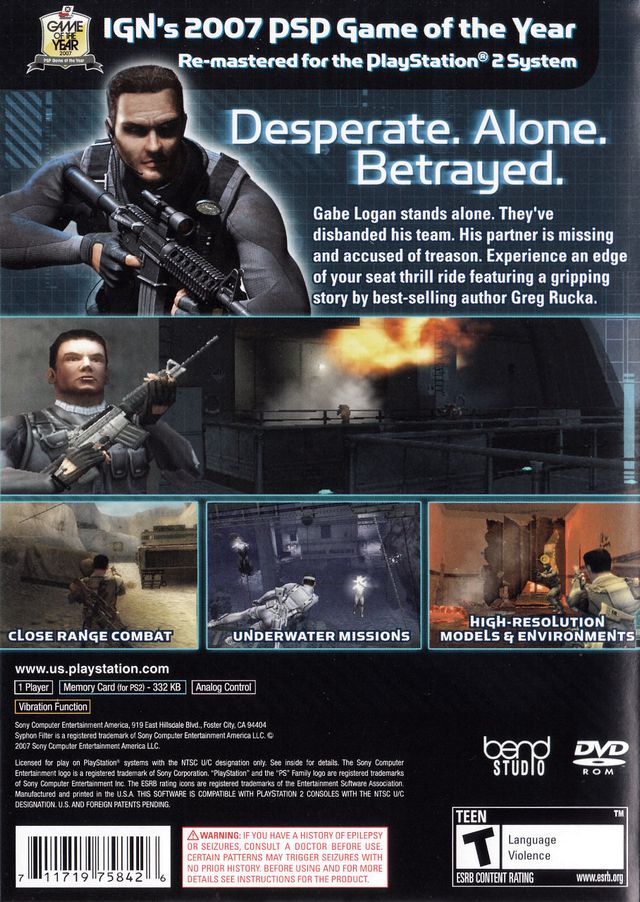 GAME
OF THE
YEAR
2007
PSP Game of the Year
IGN's 2007 PSP Game of the Year
Re-mastered for the PlayStation® 2 System
Desperate. Alone.
Betrayed.
Gabe Logan stands alone. They've
disbanded his team. His partner is missing
and accused of treason. Experience an edge
of your seat thrill ride featuring a gripping
story by best-selling author Greg Rucka.
CLOSE RANGE COMBAT
UNDERWATER MISSIONS
HIGH-RESOLUTION
MODELS & ENVIRONMENTS
www.us.playstation.com
1 Player
Memory Card (for PS2) - 332 KB
Analog Control
Vibration Function
Sony Computer Entertainment America, 919 East Hillsdale Blvd., Foster City, CA 94404
Syphon Filter is a registered trademark of Sony Computer Entertainment America LLC. ©
2007 Sony Computer Entertainment America LLC.
Licensed for play on PlayStation® systems with the NTSC U/C designation only. See inside for details. The Sony Computer
Entertainment logo is a registered trademark of Sony Corporation. "PlayStation" and the "PS" Family logo are registered trademarks
of Sony Computer Entertainment Inc. The ESRB rating icons are registered trademarks of the Entertainment Software Association.
Manufactured and printed in the U.S.A. THIS SOFTWARE IS COMPATIBLE WITH PLAYSTATION 2 CONSOLES WITH THE NTSC U/C
DESIGNATION. U.S. AND FOREIGN PATENTS PENDING.
bend
STUDIO
DVD
ROM
7 11719 75842 6
WARNING: IF YOU HAVE A HISTORY OF EPILEPSY
OR SEIZURES, CONSULT A DOCTOR BEFORE USE.
CERTAIN PATTERNS MAY TRIGGER SEIZURES WITH
NO PRIOR HISTORY. BEFORE USING AND FOR MORE
DETAILS SEE INSTRUCTIONS FOR THE PRODUCT.
TEEN TM
T
Language
Violence
ESRB CONTENT RATING www.esrb.org